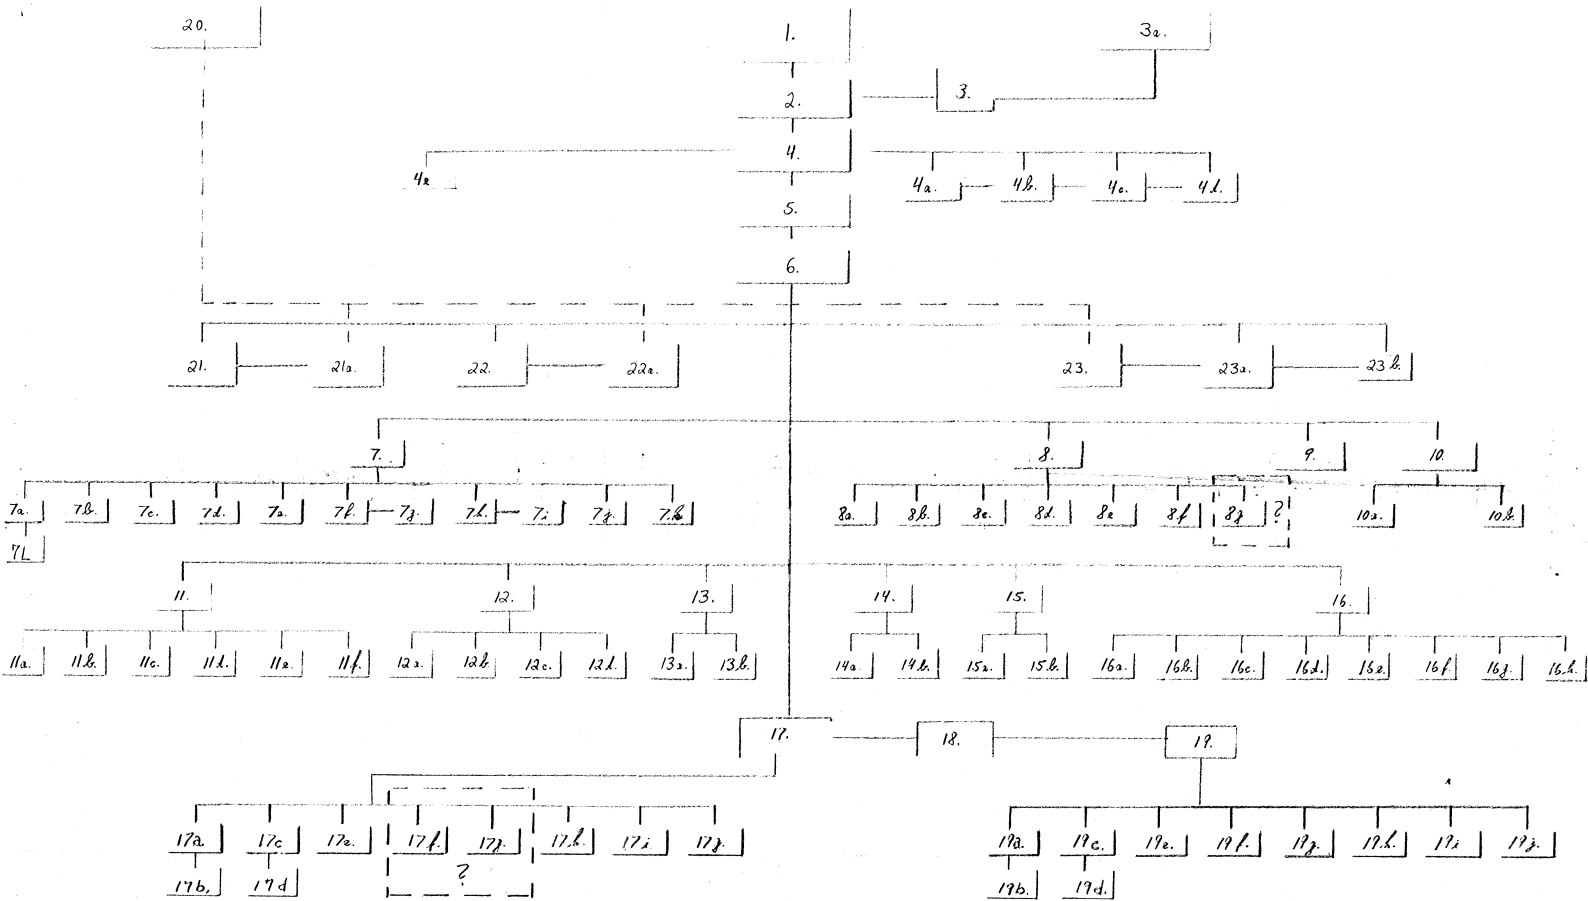 20. 1. 3a.
2. 3.
4.
4e 4a. 4b. 4c. 4d.
5.
6.
21. 21a. 22. 22a. 23. 23a. 23b.
7. 8. 9. 10.
7a. 7b. 7c. 7d. 7e. 7f. 7g. 7h. 7i 7j. 7k 8a. 8b. 8c. 8d. 8e 8f 8g ? 10a. 10b.
7L
11. 12. 13. 14. 15. 16.
11a. 11b. 11c. 11d. 11e. 11f. 12a. 12b. 12c. 12d. 13a. 13b. 14a. 14b. 15a. 15b. 16a. 16b. 16c. 16d. 16e. 16f. 16g. 16h.
17. 18. 19.
17a. 17c 17e. 17f. 17g. 17h. 17i 17j. 19a. 19c. 19e. 19f. 19g. 19h. 19i 19j.
17b. 17d ? 19b. 19d.